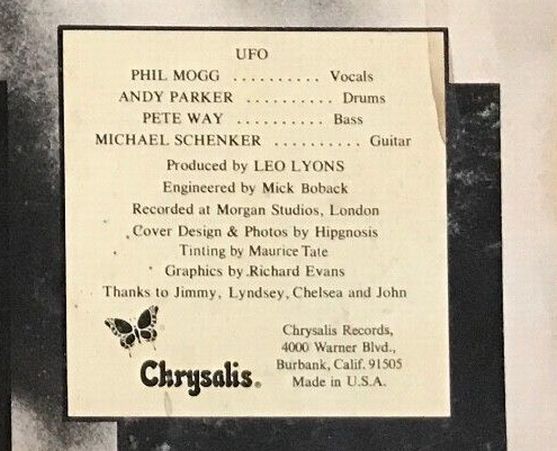 UFO
PHIL MOGG .......... Vocals
ANDY PARKER .......... Drums
PETE WAY .......... Bass
MICHAEL SCHENKER .......... Guitar
Produced by LEO LYONS
Engineered by Mick Boback
Recorded at Morgan Studios, London
Cover Design & Photos by Hipgnosis
Tinting by Maurice Tate
Graphics by Richard Evans
Thanks to Jimmy, Lyndsey, Chelsea and John
Chrysalis®
Chrysalis Records,
4000 Warner Blvd.,
Burbank, Calif. 91505
Made in U.S.A.